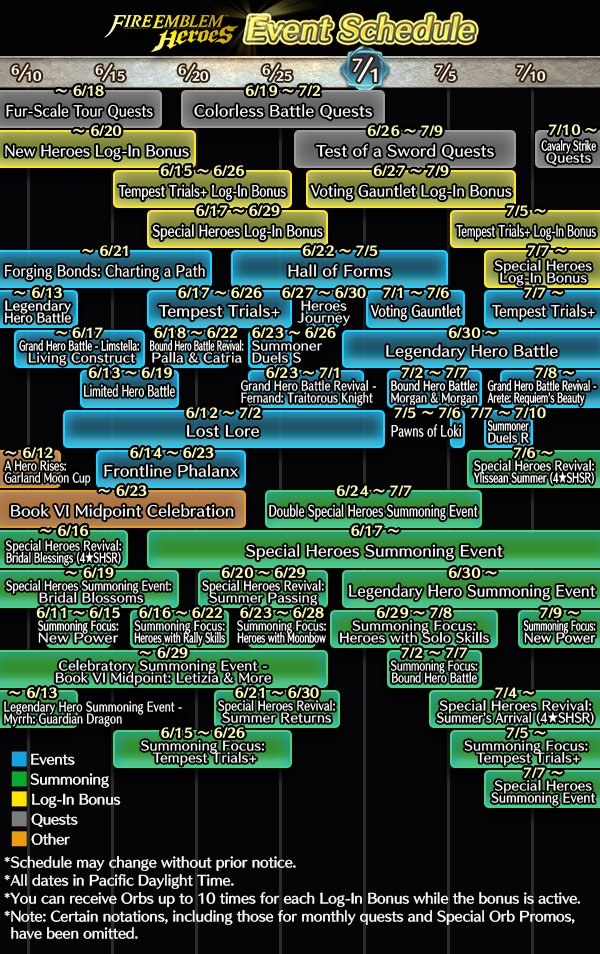 FIRE EMBLEM
HEROES
Event Schedule
6/10 6/15 6/20 6/25 7/1 7/5 7/10
~ 6/18
Fur-Scale Tour Quests
6/19 ~ 7/2
Colorless Battle Quests
~ 6/20
New Heroes Log-In Bonus
6/26 ~ 7/9
Test of a Sword Quests
7/10 ~
Cavalry Strike
Quests
6/15 ~ 6/26
Tempest Trials+ Log-In Bonus
6/27 ~ 7/9
Voting Gauntlet Log-In Bonus
6/17 ~ 6/29
Special Heroes Log-In Bonus
7/5 ~
Tempest Trials+ Log-In Bonus
~ 6/21
Forging Bonds: Charting a Path
6/22 ~ 7/5
Hall of Forms
7/7 ~
Special Heroes
Log-In Bonus
~ 6/13
Legendary
Hero Battle
6/17 ~ 6/26
Tempest Trials+
6/27 ~ 6/30
Heroes
Journey
7/1 ~ 7/6
Voting Gauntlet
7/7 ~
Tempest Trials+
~ 6/17
Grand Hero Battle - Limstella:
Living Construct
6/18 ~ 6/22
Bound Hero Battle Revival:
Palla & Catria
6/23 ~ 6/26
Summoner
Duels S
6/30 ~
Legendary Hero Battle
6/13 ~ 6/19
Limited Hero Battle
6/23 ~ 7/1
Grand Hero Battle Revival -
Fernand: Traitorous Knight
7/2 ~ 7/7
Bound Hero Battle:
Morgan & Morgan
7/8 ~
Grand Hero Battle Revival -
Arete: Requiem's Beauty
6/12 ~ 7/2
Lost Lore
7/5 ~ 7/6
Pawns of Loki
7/7 ~ 7/10
Summoner
Duels R
~ 6/12
A Hero Rises:
Garland Moon Cup
6/14 ~ 6/23
Frontline Phalanx
7/6 ~
Special Heroes Revival:
Ylissean Summer (4★SHSR)
~ 6/23
Book VI Midpoint Celebration
6/24 ~ 7/7
Double Special Heroes Summoning Event
~ 6/16
Special Heroes Revival:
Bridal Blessings (4★SHSR)
6/17 ~
Special Heroes Summoning Event
~ 6/19
Special Heroes Summoning Event:
Bridal Blossoms
6/20 ~ 6/29
Special Heroes Revival:
Summer Passing
6/30 ~
Legendary Hero Summoning Event
6/11 ~ 6/15
Summoning Focus:
New Power
6/16 ~ 6/22
Summoning Focus:
Heroes with Rally Skills
6/23 ~ 6/28
Summoning Focus:
Heroes with Moonbow
6/29 ~ 7/8
Summoning Focus:
Heroes with Solo Skills
7/9 ~
Summoning Focus:
New Power
~ 6/29
Celebratory Summoning Event -
Book VI Midpoint: Letizia & More
7/2 ~ 7/7
Summoning Focus:
Bound Hero Battle
~ 6/13
Legendary Hero Summoning Event -
Myrrh: Guardian Dragon
6/21 ~ 6/30
Special Heroes Revival:
Summer Returns
7/4 ~
Special Heroes Revival:
Summer's Arrival (4★SHSR)
6/15 ~ 6/26
Summoning Focus:
Tempest Trials+
7/5 ~
Summoning Focus:
Tempest Trials+
7/7 ~
Special Heroes
Summoning Event
Events
Summoning
Log-In Bonus
Quests
Other
*Schedule may change without prior notice.
*All dates in Pacific Daylight Time.
*You can receive Orbs up to 10 times for each Log-In Bonus while the bonus is active.
*Note: Certain notations, including those for monthly quests and Special Orb Promos,
have been omitted.